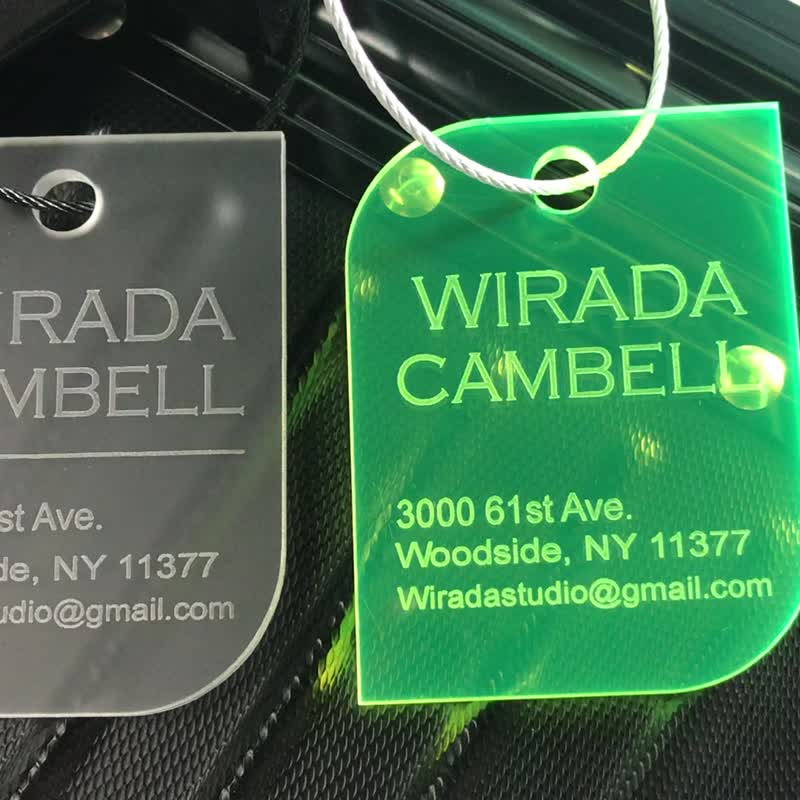 RADA
MBELL
st Ave.
de, NY 11377
udio@gmail.com
WIRADA
CAMBELL
3000 61st Ave.
Woodside, NY 11377
Wiradastudio@gmail.com